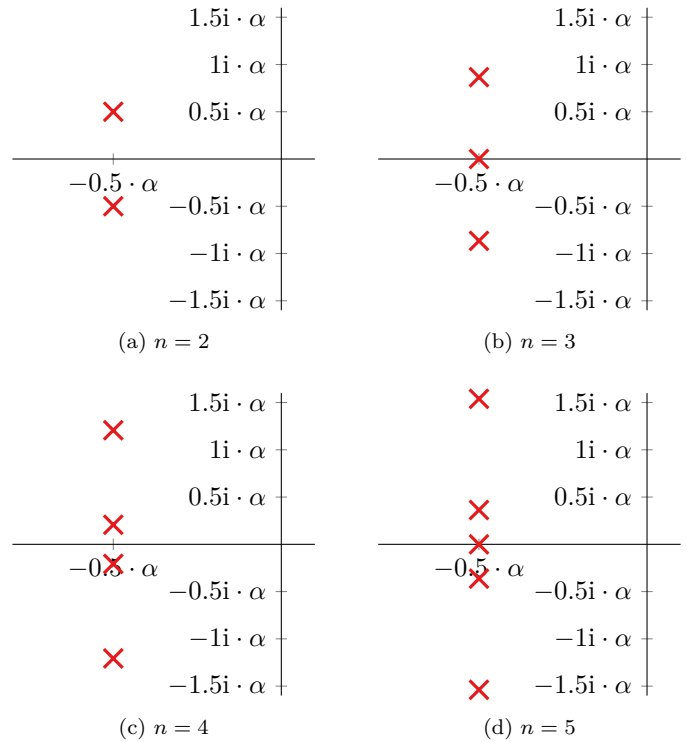 1.5i · α
1i · α
0.5i · α
−0.5 · α
−0.5i · α
−1i · α
−1.5i · α
(a) n = 2
1.5i · α
1i · α
0.5i · α
−0.5 · α
−0.5i · α
−1i · α
−1.5i · α
(b) n = 3
1.5i · α
1i · α
0.5i · α
−0.5 · α
−0.5i · α
−1i · α
−1.5i · α
(c) n = 4
1.5i · α
1i · α
0.5i · α
−0.5 · α
−0.5i · α
−1i · α
−1.5i · α
(d) n = 5